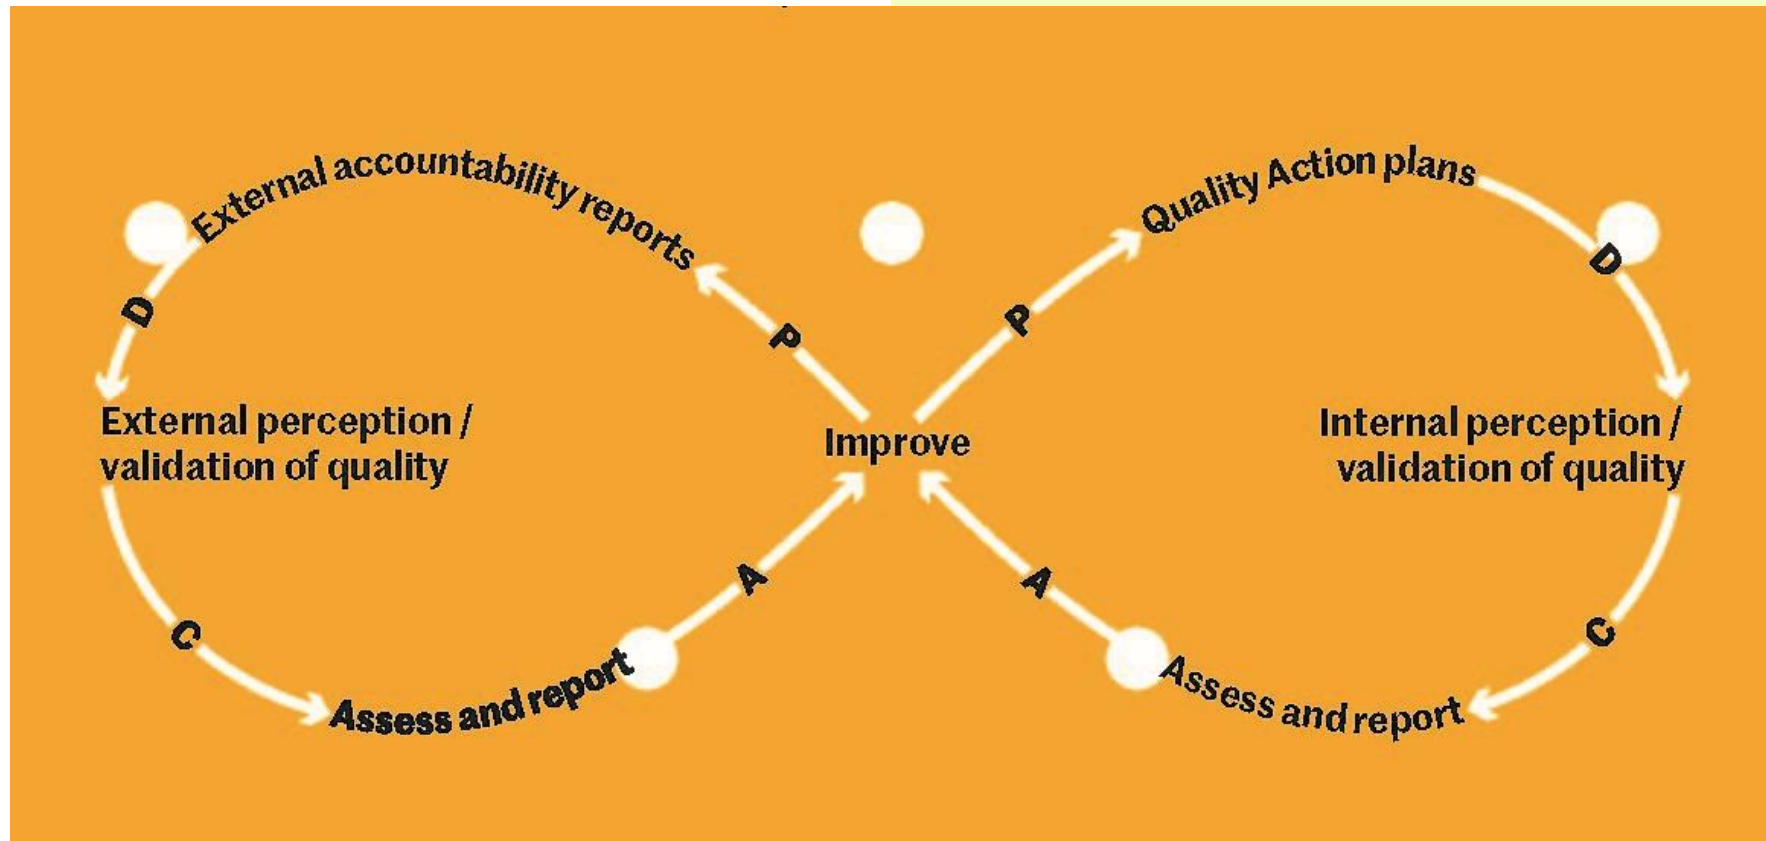 External accountability reports
Quality Action plans
D
D
P
P
External perception /
validation of quality
Improve
Internal perception /
validation of quality
A
A
C
C
Assess and report
Assess and report